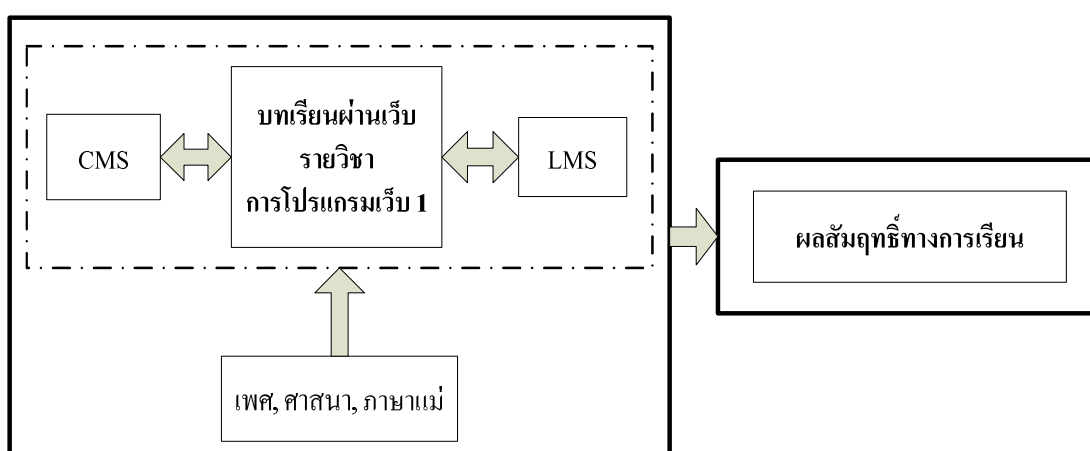 CMS
บทเรียนผ่านเว็บ
รายวิชา
การโปรแกรมเว็บ 1
LMS
ผลสัมฤทธิ์ทางการเรียน
เพศ, ศาสนา, ภาษาแม่